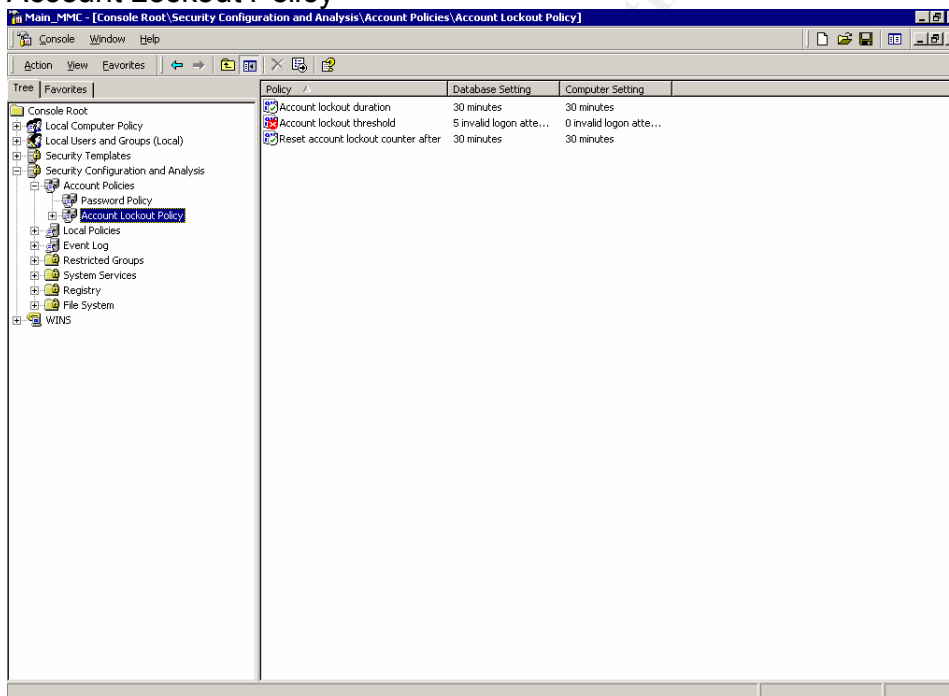 Account Lockout Policy
Main_MMC - [Console Root\Security Configuration and Analysis\Account Policies\Account Lockout Policy]
Console Window Help
Action View Favorites
Tree Favorites
Policy Database Setting Computer Setting
Console Root
Local Computer Policy
Local Users and Groups (Local)
Security Templates
Security Configuration and Analysis
Account Policies
Password Policy
Account Lockout Policy
Local Policies
Event Log
Restricted Groups
System Services
Registry
File System
WINS
Account lockout duration 30 minutes 30 minutes
Account lockout threshold 5 invalid logon atte... 0 invalid logon atte...
Reset account lockout counter after 30 minutes 30 minutes